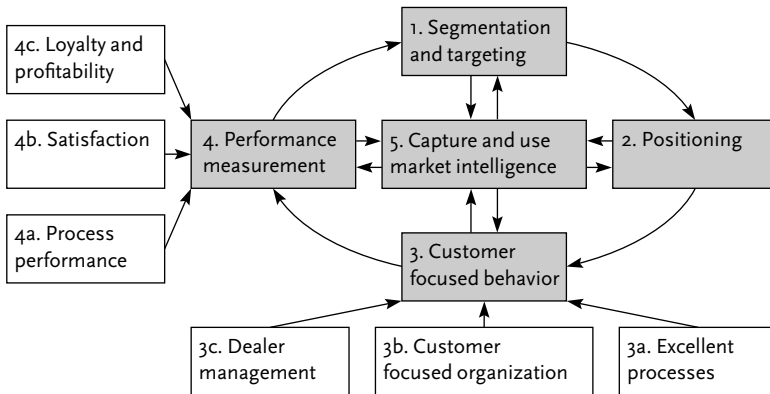 4c. Loyalty and
profitability
1. Segmentation
and targeting
4b. Satisfaction
4. Performance
measurement
5. Capture and use
market intelligence
2. Positioning
4a. Process
performance
3. Customer
focused behavior
3c. Dealer
management
3b. Customer
focused organization
3a. Excellent
processes